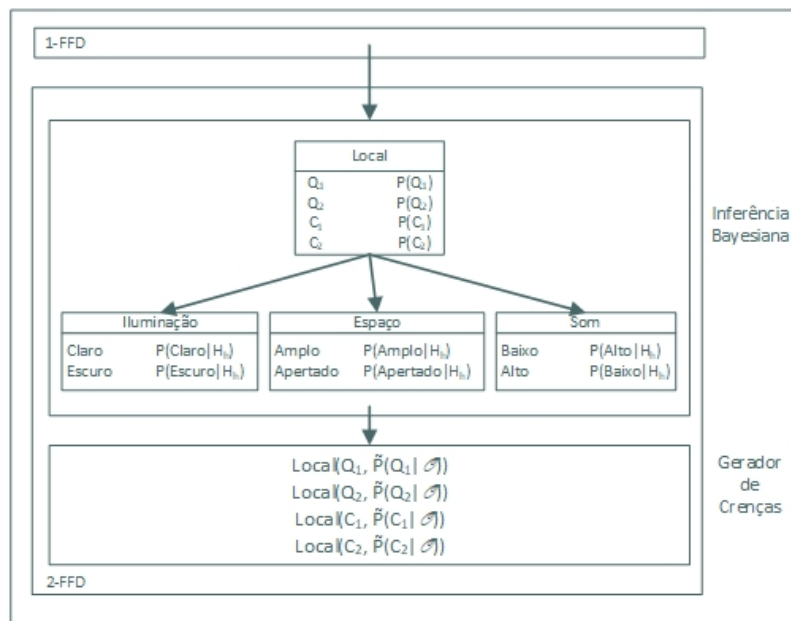 1-FFD
Local
Q₁ P(Q₁)
Q₂ P(Q₂)
C₁ P(C₁)
C₂ P(C₂)
Inferência
Bayesiana
Iluminação
Claro P(Claro|Hₕ)
Escuro P(Escuro|Hₕ)
Espaço
Amplo P(Amplo|Hₕ)
Apertado P(Apertado|Hₕ)
Som
Baixo P(Alto|Hₕ)
Alto P(Baixo|Hₕ)
Local(Q₁, P̃(Q₁|𝒪))
Local(Q₂, P̃(Q₂|𝒪))
Local(C₁, P̃(C₁|𝒪))
Local(C₂, P̃(C₂|𝒪))
Gerador
de
Crenças
2-FFD